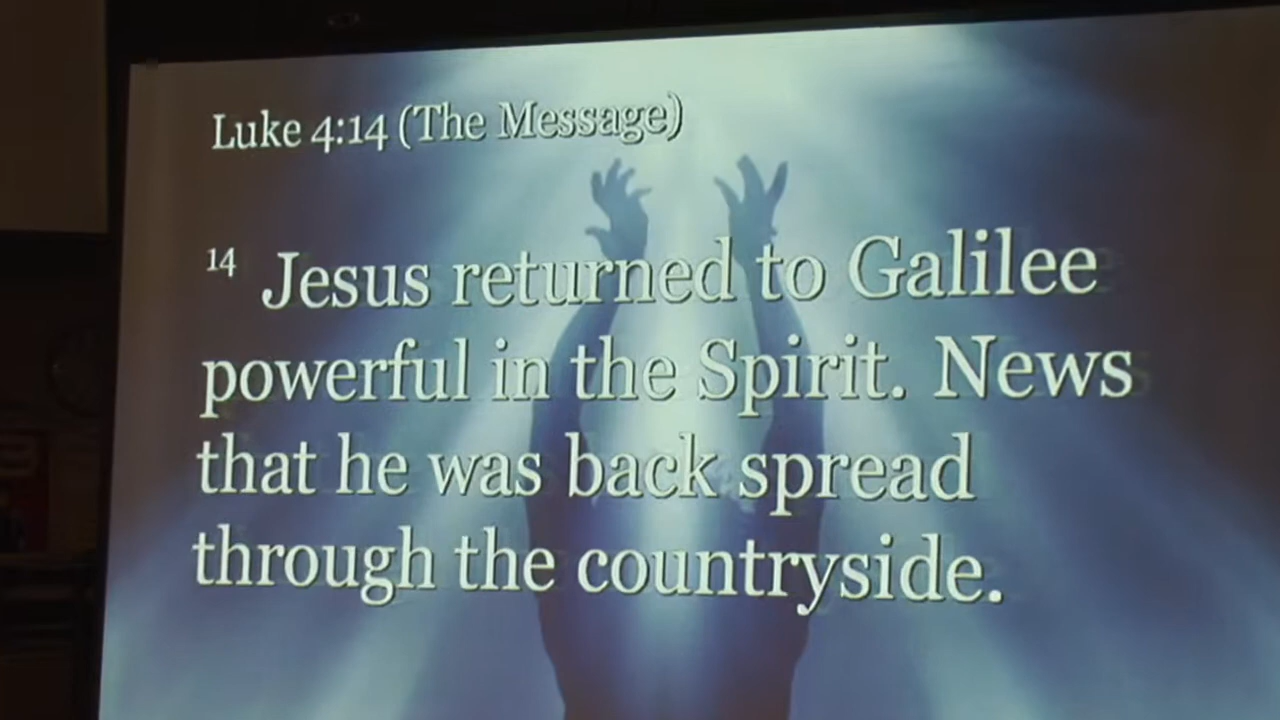 Luke 4:14 (The Message)
14 Jesus returned to Galilee
powerful in the Spirit. News
that he was back spread
through the countryside.